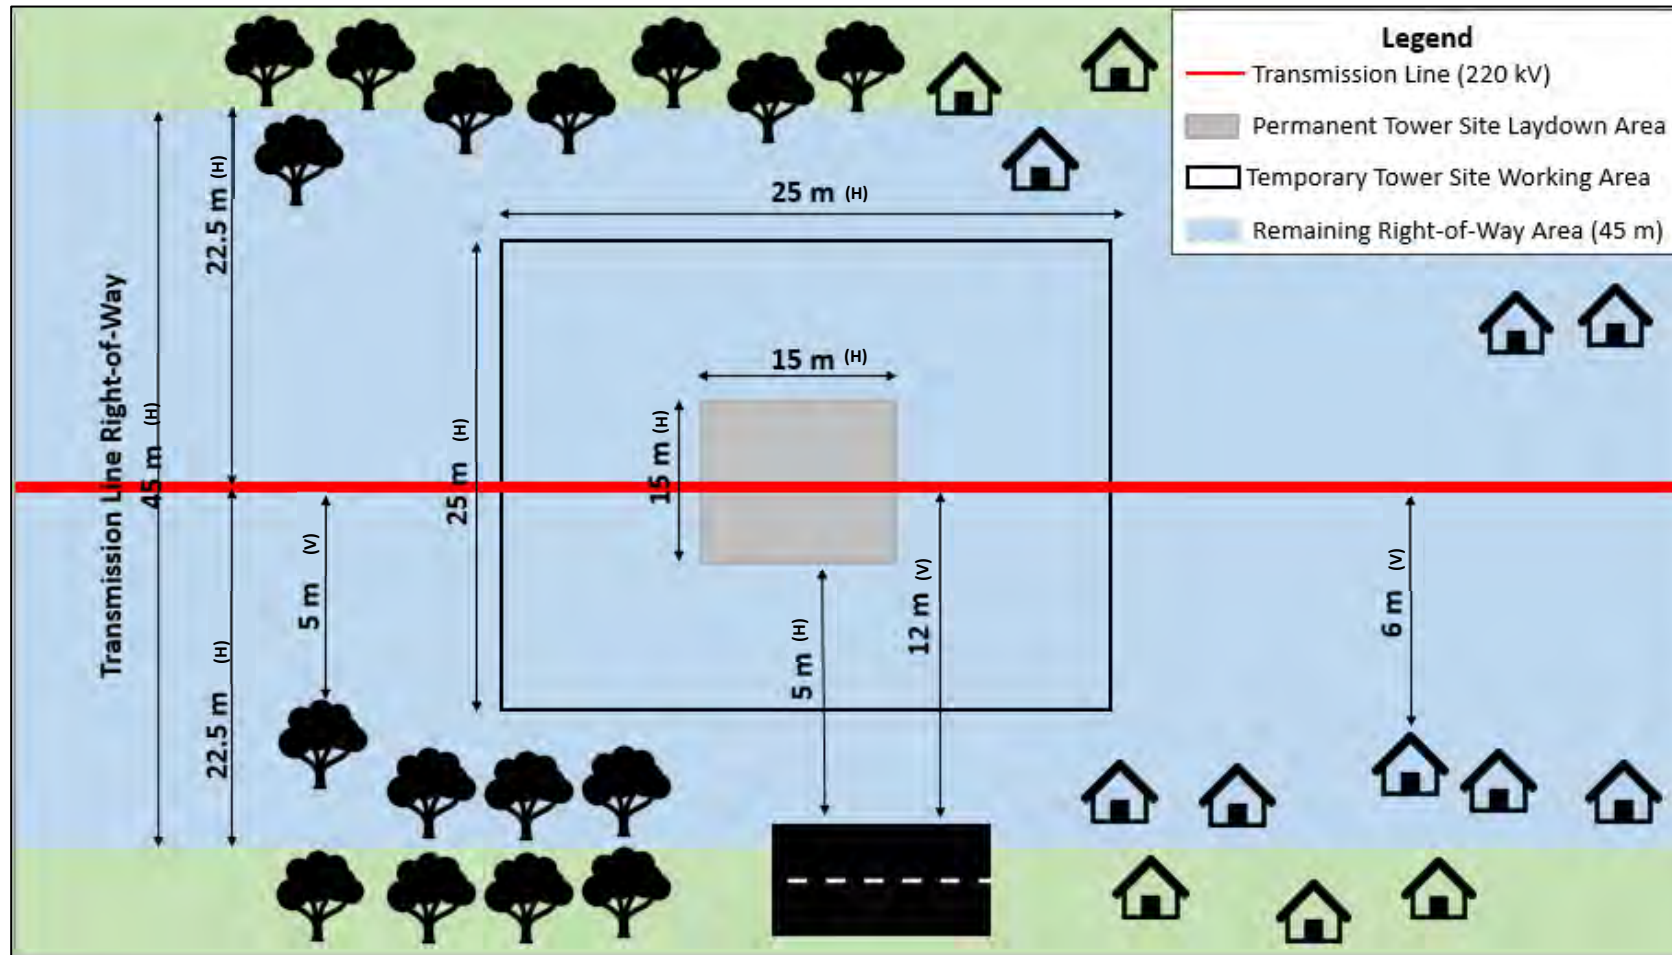 Legend
Transmission Line (220 kV)
Permanent Tower Site Laydown Area
Temporary Tower Site Working Area
Remaining Right-of-Way Area (45 m)
Transmission Line Right-of-Way
45 m (H)
22.5 m (H)
22.5 m (H)
5 m (V)
25 m (H)
25 m (H)
15 m (H)
15 m (H)
5 m (H)
12 m (V)
6 m (V)